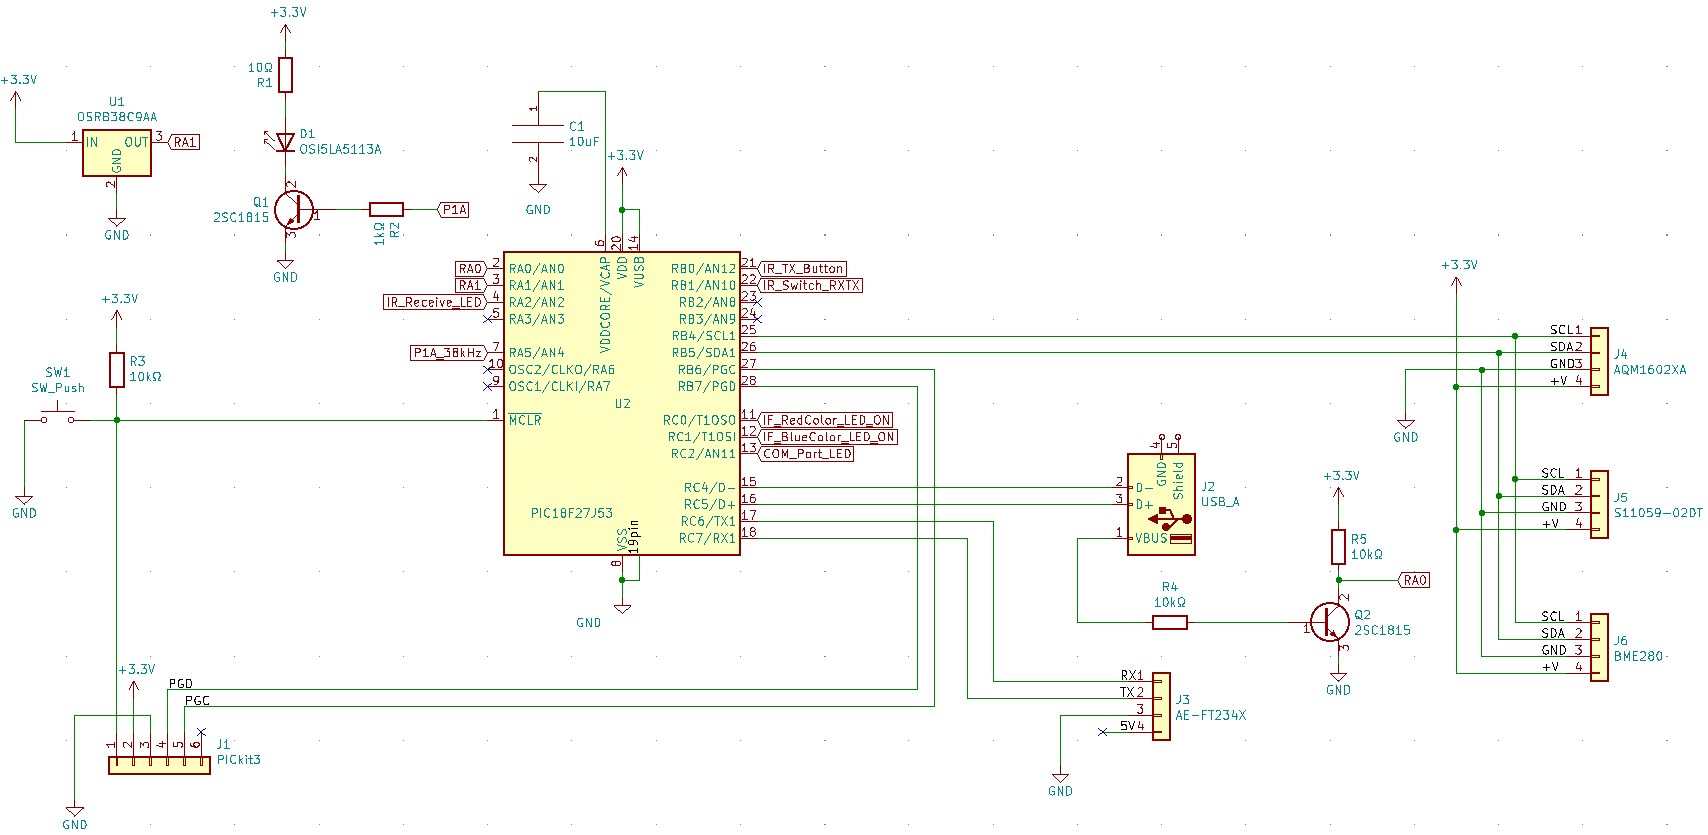 +3.3V
10Ω
R1
D1
OSI5LA5113A
Q1
2SC1815
2
1
3
1kΩ
R2
P1A
GND
+3.3V
U1
OSRB38C9AA
1
IN
OUT
3
RA1
GND
2
GND
C1
10uF
1
2
GND
+3.3V
6
20
14
VDDCORE/VCAP
VDD
VUSB
RA0
2
RA0/AN0
RA1
3
RA1/AN1
IR_Receive_LED
4
RA2/AN2
5
RA3/AN3
P1A_38kHz
7
RA5/AN4
10
OSC2/CLKO/RA6
9
OSC1/CLKI/RA7
1
MCLR
U2
PIC18F27J53
RB0/AN12
21
IR_TX_Button
RB1/AN10
22
IR_Switch_RXTX
RB2/AN8
23
RB3/AN9
24
RB4/SCL1
25
RB5/SDA1
26
RB6/PGC
27
RB7/PGD
28
RC0/T1OSO
11
IF_RedColor_LED_ON
RC1/T1OSI
12
IF_BlueColor_LED_ON
RC2/AN11
13
COM_Port_LED
RC4/D-
15
RC5/D+
16
RC6/TX1
17
RC7/RX1
18
VSS
19pin
8
GND
+3.3V
R3
10kΩ
SW1
SW_Push
GND
+3.3V
PGD
PGC
1
2
3
4
5
6
J1
PICkit3
GND
4
5
GND
Shield
2
D-
3
D+
1
VBUS
J2
USB_A
R4
10kΩ
+3.3V
R5
10kΩ
RA0
Q2
2SC1815
1
2
3
GND
RX1
TX2
3
5V4
J3
AE-FT234X
GND
+3.3V
SCL1
SDA2
GND3
+V 4
J4
AQM1602XA
GND
SCL 1
SDA 2
GND 3
+V 4
J5
S11059-02DT
SCL 1
SDA 2
GND 3
+V 4
J6
BME280